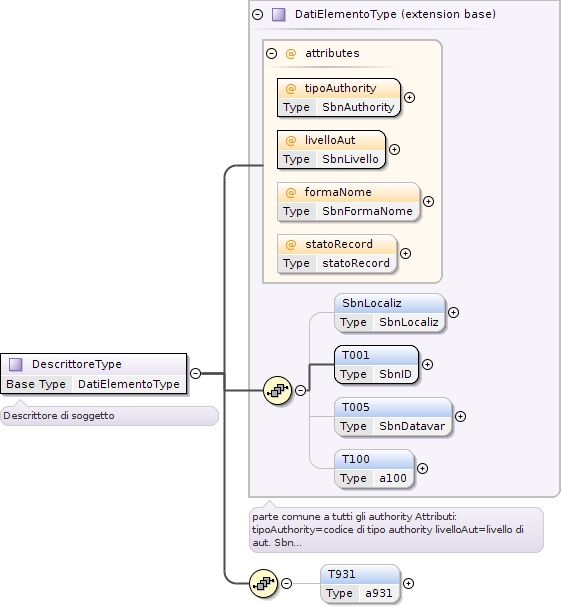 DatiElementoType (extension base)
@ attributes
@ tipoAuthority
Type SbnAuthority
@ livelloAut
Type SbnLivello
@ formaNome
Type SbnFormaNome
@ statoRecord
Type statoRecord
SbnLocaliz
Type SbnLocaliz
T001
Type SbnID
DescrittoreType
Base Type DatiElementoType
Descrittore di soggetto
T005
Type SbnDatavar
T100
Type a100
parte comune a tutti gli authority Attributi:
tipoAuthority=codice di tipo authority livelloAut=livello di
aut. Sbn...
T931
Type a931